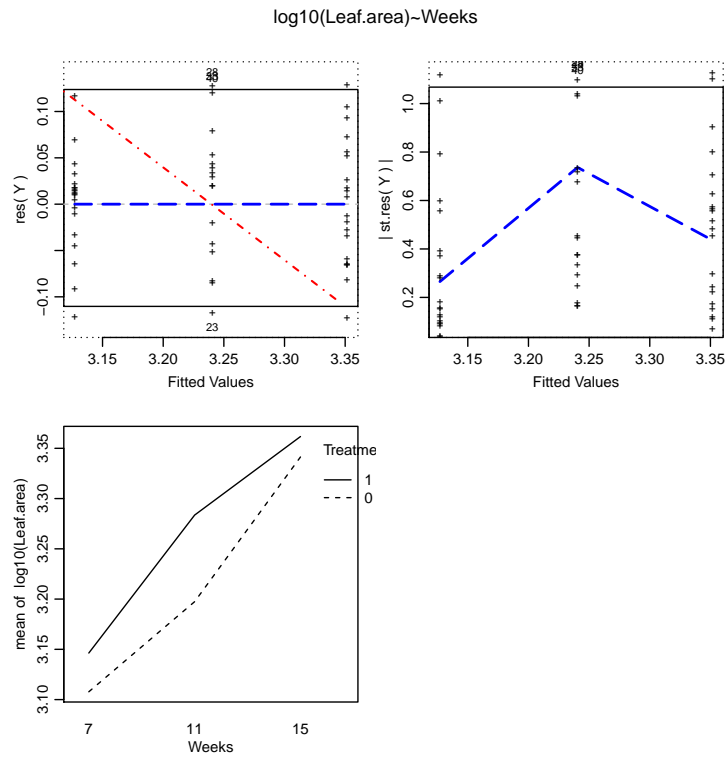 log10(Leaf.area)~Weeks
res( Y )
0.10
0.05
0.00
−0.10
28
40
23
3.15 3.20 3.25 3.30 3.35
Fitted Values
| st.res( Y ) |
1.0
0.8
0.6
0.4
0.2
40
3.15 3.20 3.25 3.30 3.35
Fitted Values
mean of log10(Leaf.area)
3.35
3.30
3.25
3.20
3.15
3.10
Treatme
1
0
7 11 15
Weeks